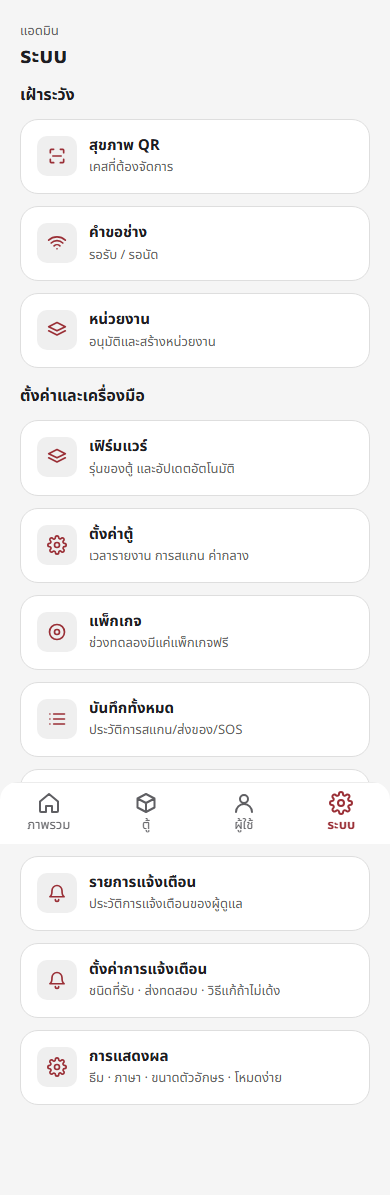 แอดมิน
ระบบ
เฝ้าระวัง
สุขภาพ QR
เคสที่ต้องจัดการ
คำขอช่าง
รอรับ / รอนัด
หน่วยงาน
อนุมัติและสร้างหน่วยงาน
ตั้งค่าและเครื่องมือ
เฟิร์มแวร์
รุ่นของตู้ และอัปเดตอัตโนมัติ
ตั้งค่าตู้
เวลารายงาน การสแกน ค่ากลาง
แพ็กเกจ
ช่วงทดลองมีแค่แพ็กเกจฟรี
บันทึกทั้งหมด
ประวัติการสแกน/ส่งของ/SOS
ภาพรวม
ตู้
ผู้ใช้
ระบบ
รายการแจ้งเตือน
ประวัติการแจ้งเตือนของผู้ดูแล
ตั้งค่าการแจ้งเตือน
ชนิดที่รับ · ส่งทดสอบ · วิธีแก้ถ้าไม่เด้ง
การแสดงผล
ธีม · ภาษา · ขนาดตัวอักษร · โหมดง่าย